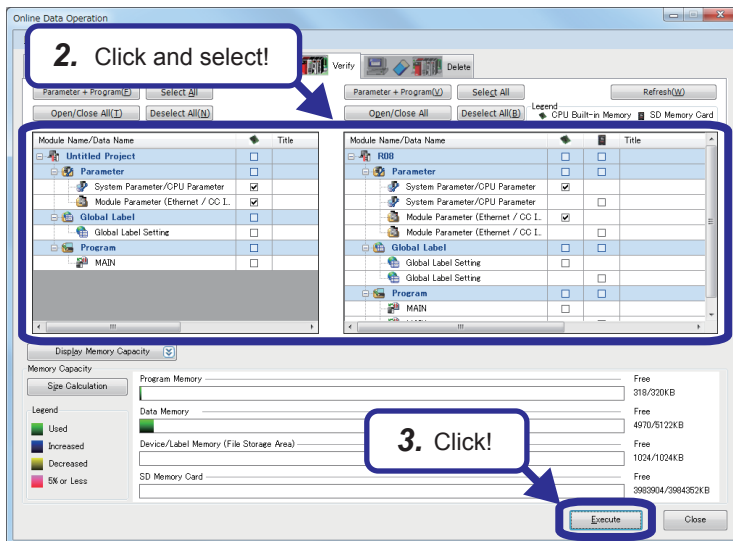 Online Data Operation
2. Click and select!
Verify
Delete
Parameter + Program(F) Select All
Parameter + Program(V) Select All Refresh(W)
Open/Close All(T) Deselect All(N)
Open/Close All Deselect All(B)
Legend
CPU Built-in Memory SD Memory Card
Module Name/Data Name Title
Untitled Project
Parameter
System Parameter/CPU Parameter
Module Parameter (Ethernet / CC I..
Global Label
Global Label Setting
Program
MAIN
Module Name/Data Name Title
R08
Parameter
System Parameter/CPU Parameter
System Parameter/CPU Parameter
Module Parameter (Ethernet / CC I..
Module Parameter (Ethernet / CC I..
Global Label
Global Label Setting
Global Label Setting
Program
MAIN
Display Memory Capacity
Memory Capacity
Size Calculation
Legend
Used
Increased
Decreased
5% or Less
Program Memory
Free
318/320KB
Data Memory
Free
4970/5122KB
Device/Label Memory (File Storage Area)
Free
1024/1024KB
SD Memory Card
Free
3983904/3984352KB
3. Click!
Execute
Close